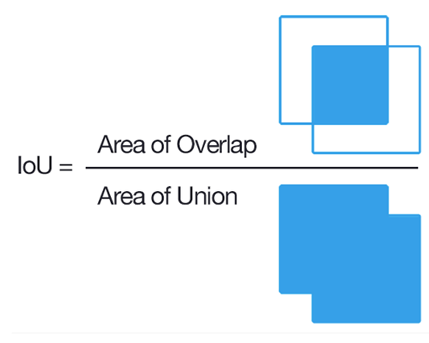 Area of Overlap
IoU =
Area of Union